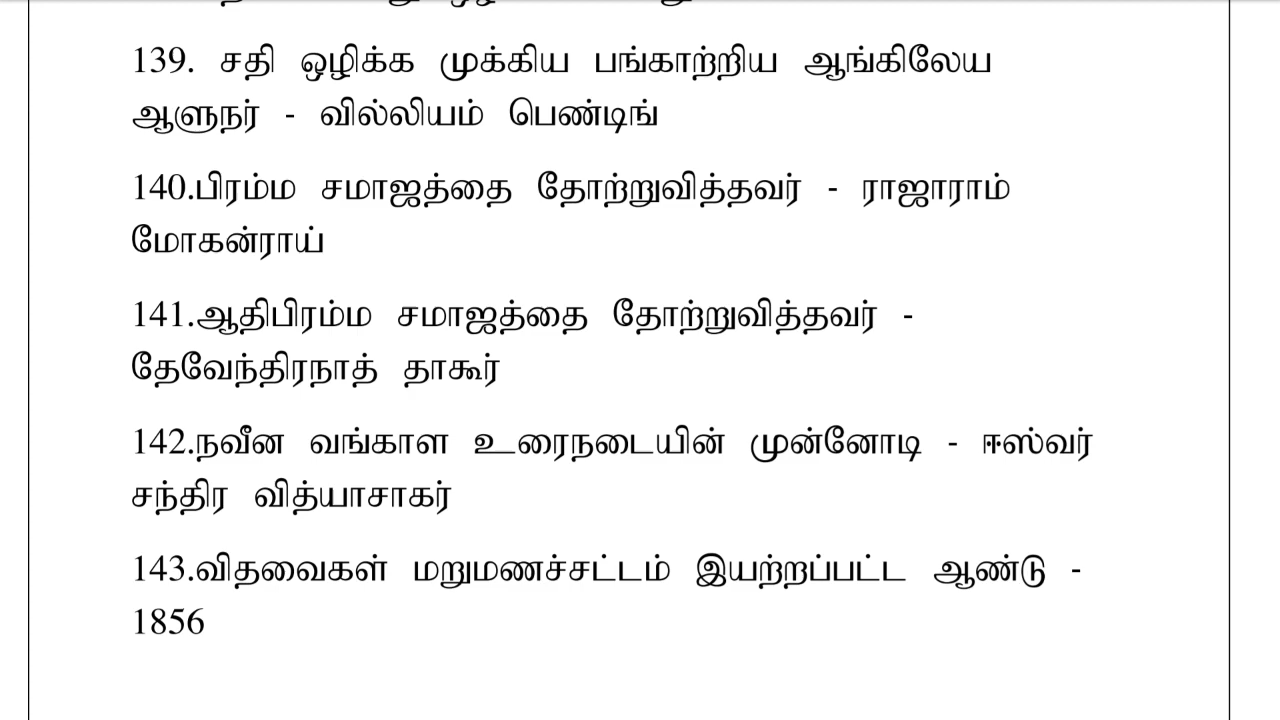 139. சதி ஒழிக்க முக்கிய பங்காற்றிய ஆங்கிலேய
ஆளுநர் - வில்லியம் பெண்டிங்
140.பிரம்ம சமாஜத்தை தோற்றுவித்தவர் - ராஜாராம்
மோகன்ராய்
141.ஆதிபிரம்ம சமாஜத்தை தோற்றுவித்தவர் -
தேவேந்திரநாத் தாகூர்
142.நவீன வங்காள உரைநடையின் முன்னோடி - ஈஸ்வர்
சந்திர வித்யாசாகர்
143.விதவைகள் மறுமணச்சட்டம் இயற்றப்பட்ட ஆண்டு -
1856